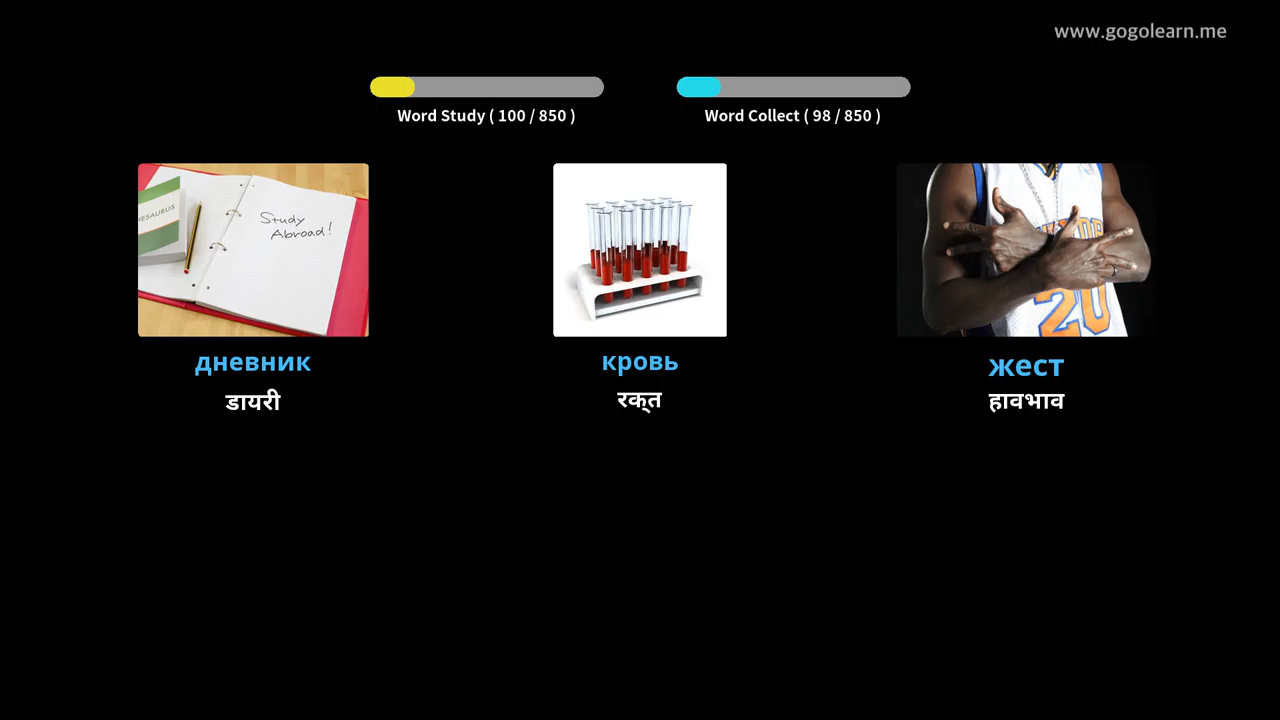 www.gogolearn.me
Word Study ( 100 / 850 )
Word Collect ( 98 / 850 )
HESAURUS
Study
Abroad!
20
дневник
кровь
жест
डायरी
रक्त
हावभाव